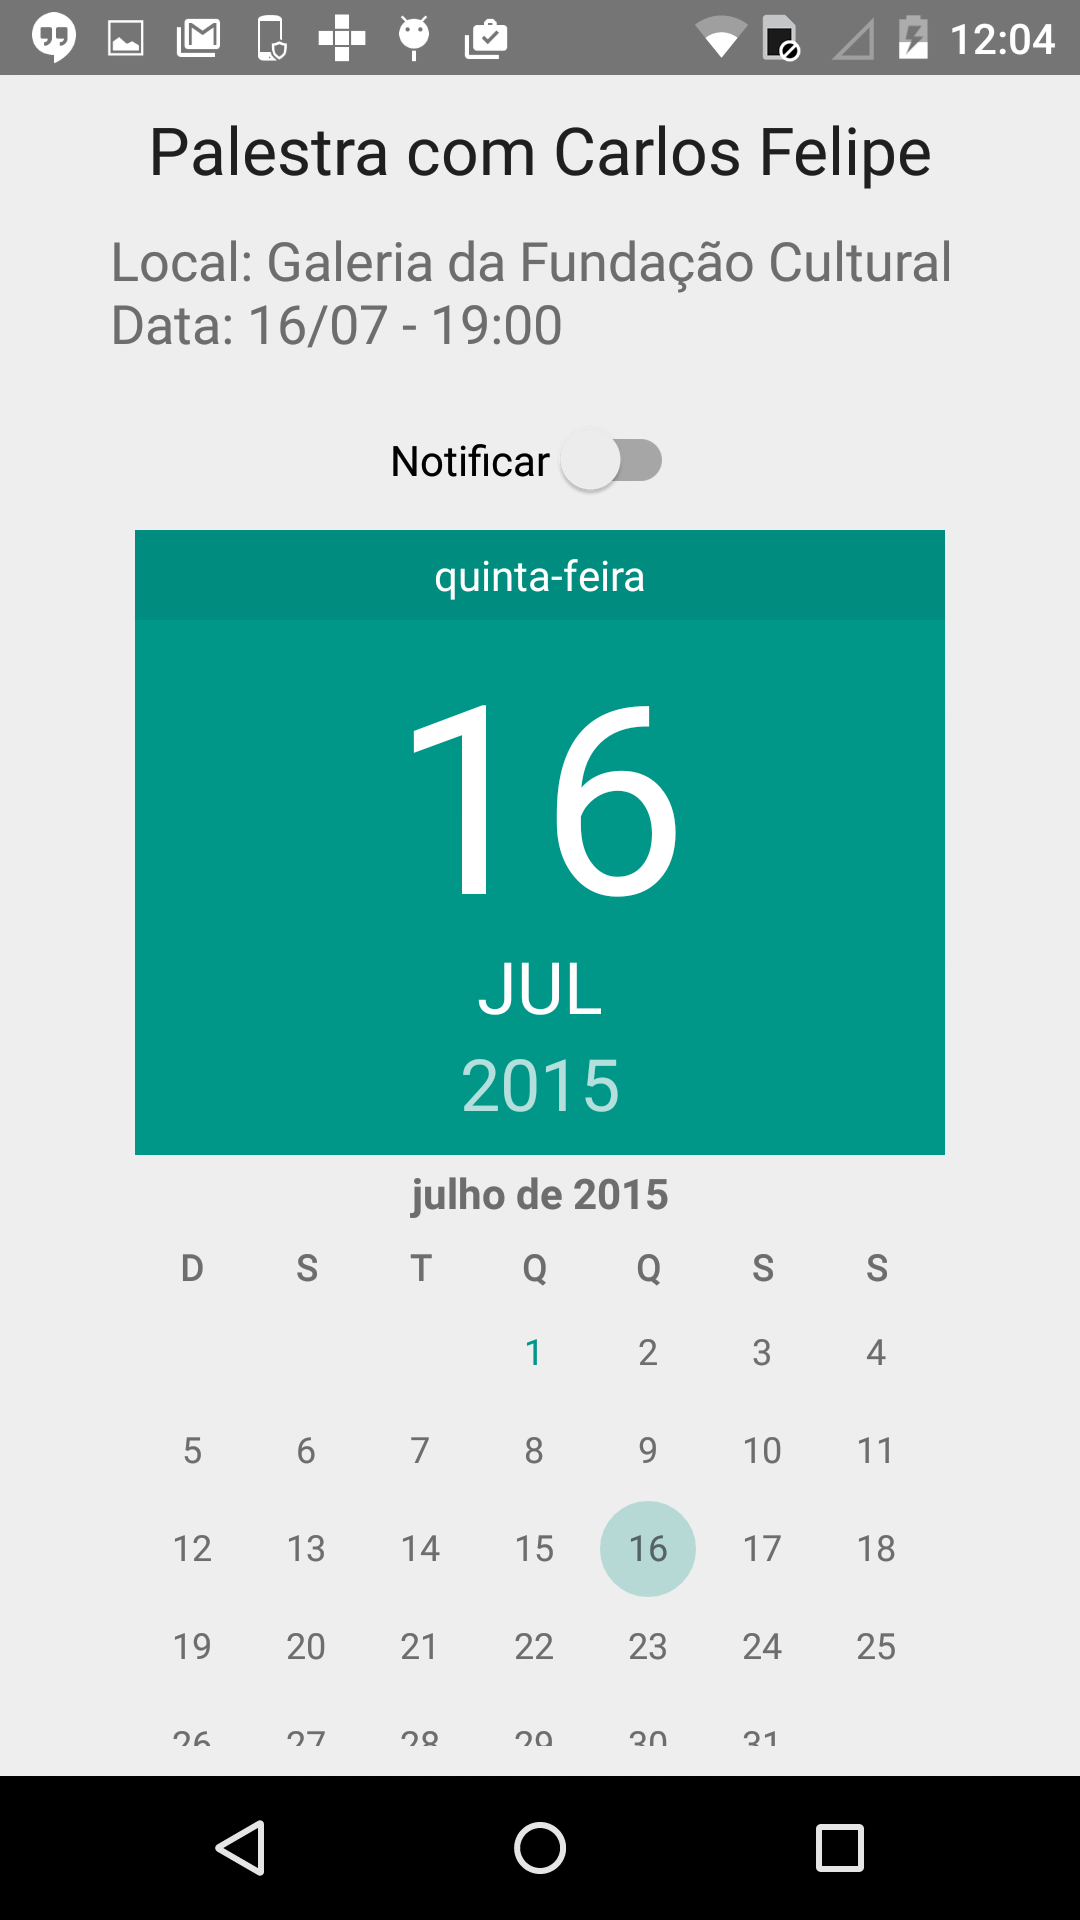 12:04
Palestra com Carlos Felipe
Local: Galeria da Fundação Cultural
Data: 16/07 - 19:00
Notificar
quinta-feira
16
JUL
2015
julho de 2015
D S T Q Q S S
1 2 3 4
5 6 7 8 9 10 11
12 13 14 15 16 17 18
19 20 21 22 23 24 25
26 27 28 29 30 31